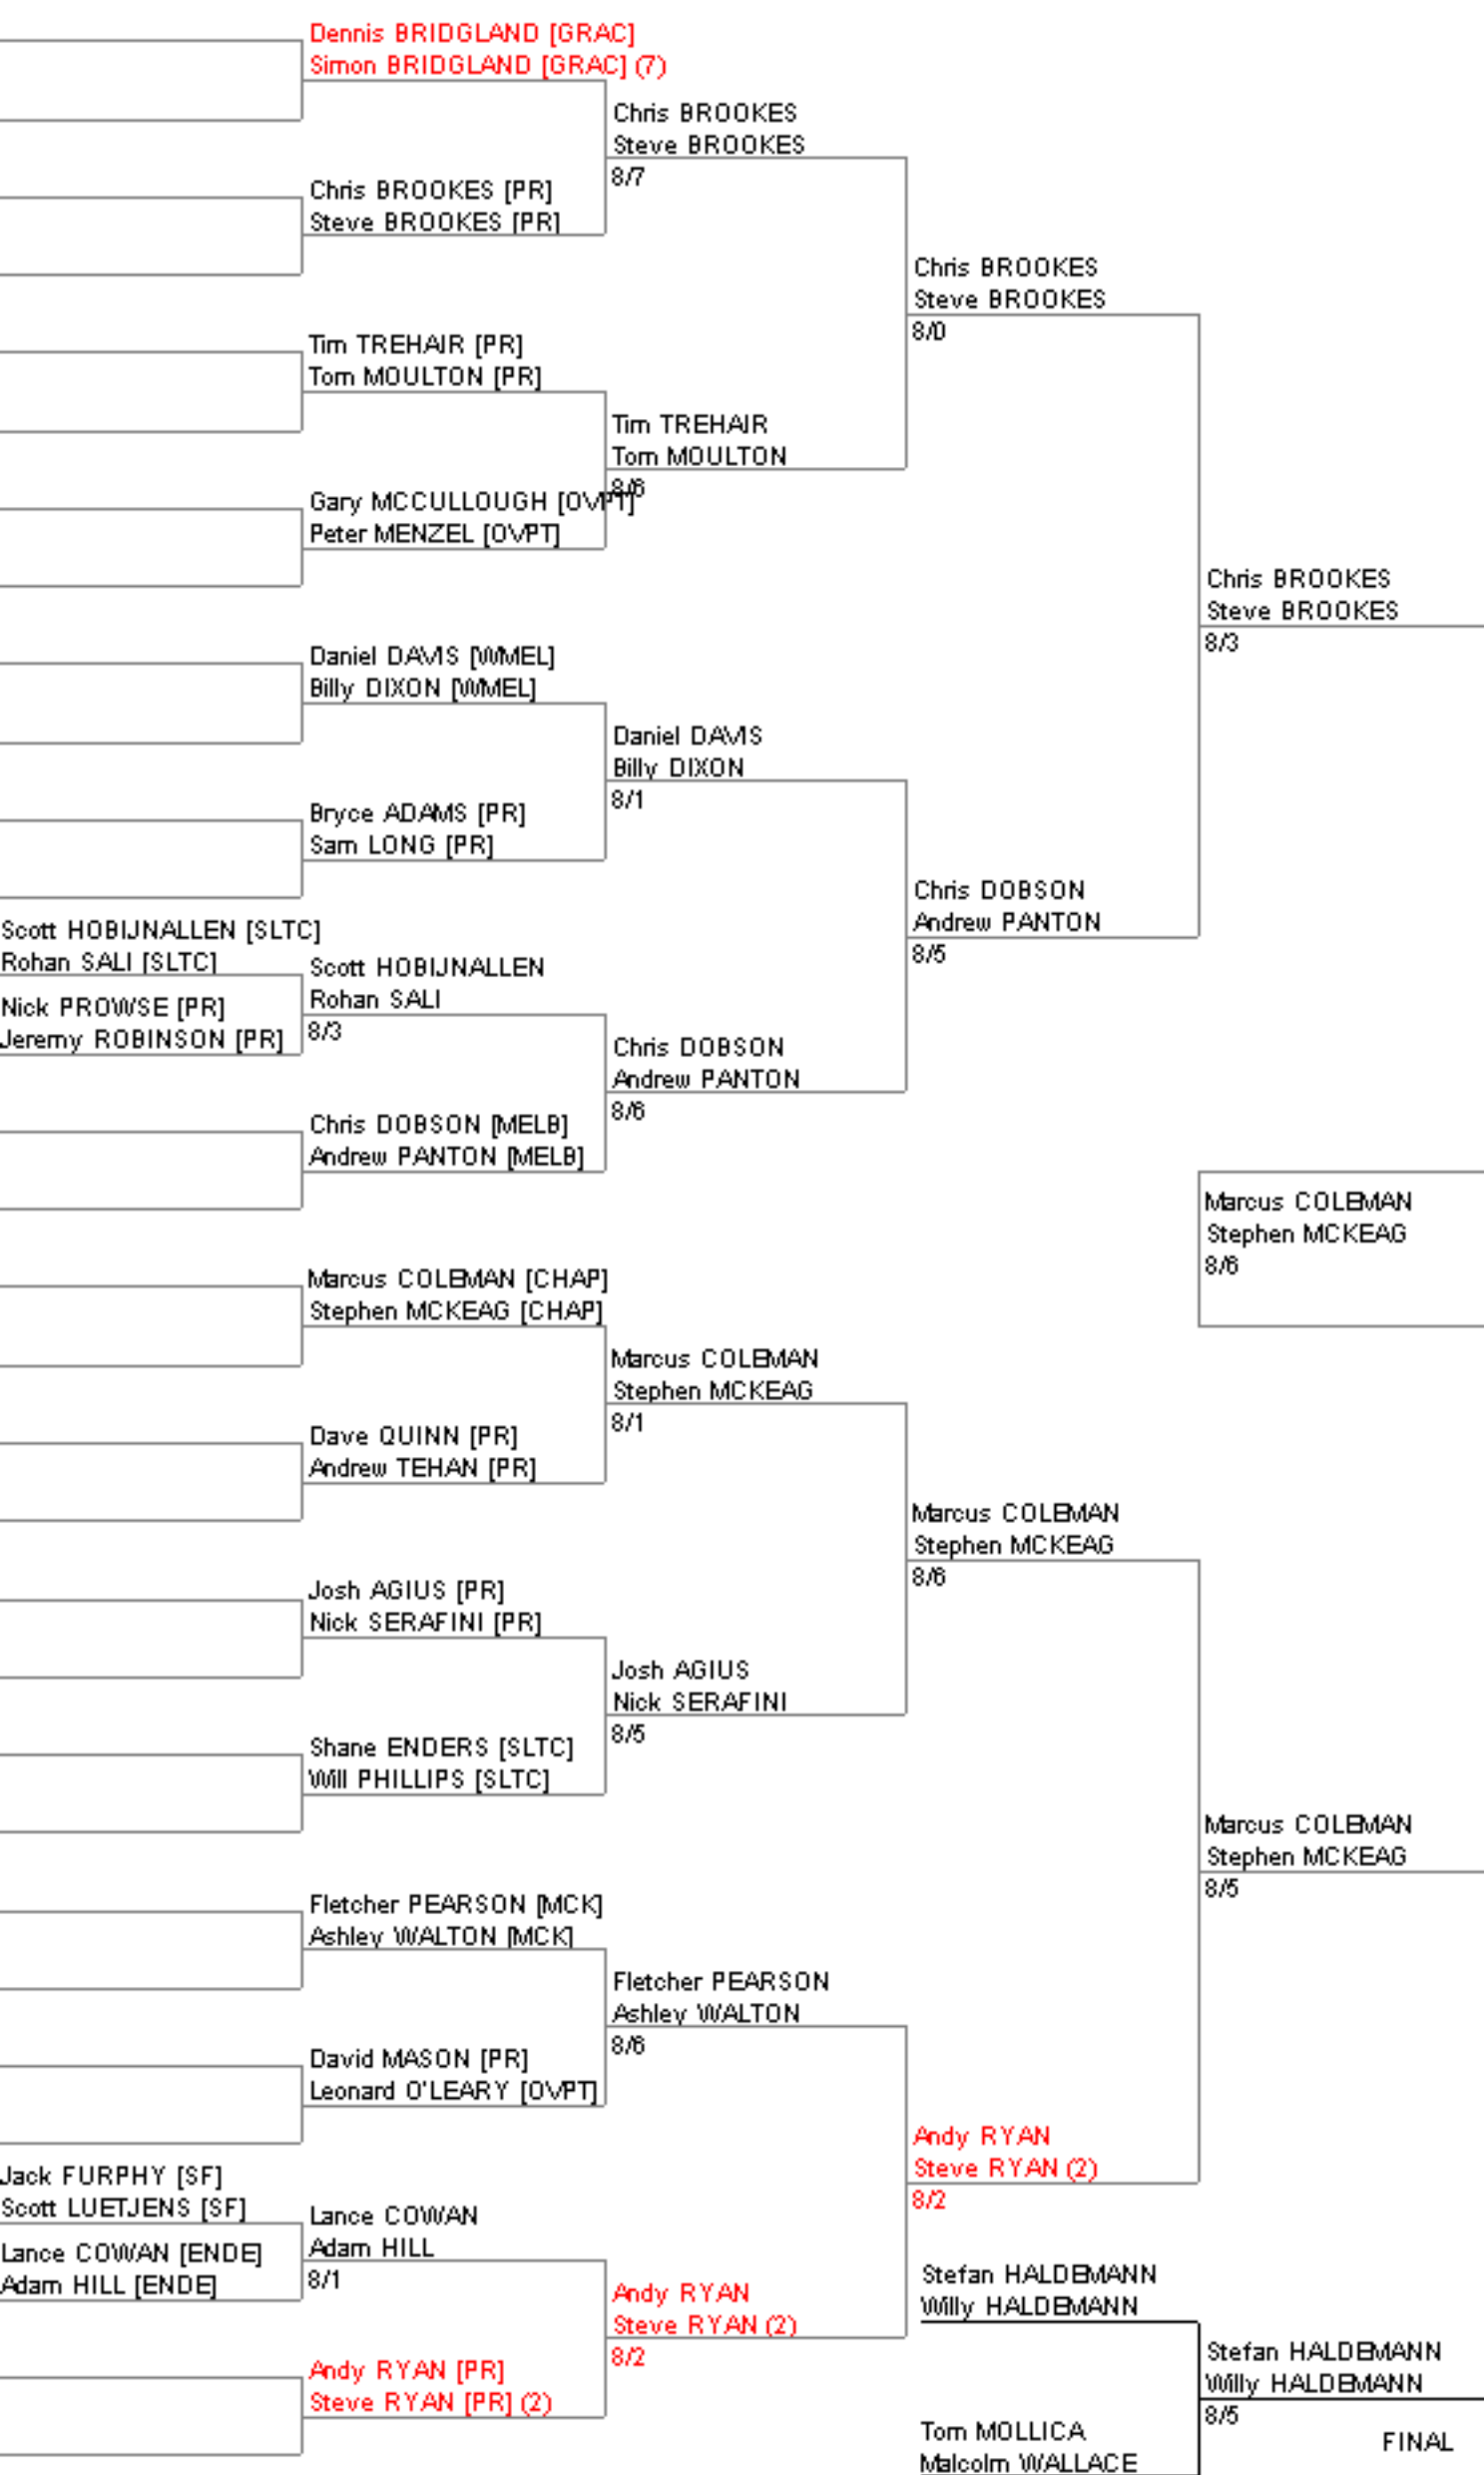 Dennis BRIDGLAND [GRAC]
Simon BRIDGLAND [GRAC] (7)
Chris BROOKES
Steve BROOKES
8/7
Chris BROOKES [PR]
Steve BROOKES [PR]
Chris BROOKES
Steve BROOKES
8/0
Tim TREHAIR [PR]
Tom MOULTON [PR]
Tim TREHAIR
Tom MOULTON
8/6
Gary MCCULLOUGH [OVPT]
Peter MENZEL [OVPT]
Chris BROOKES
Steve BROOKES
8/3
Daniel DAVIS [WMEL]
Billy DIXON [WMEL]
Daniel DAVIS
Billy DIXON
8/1
Bryce ADAMS [PR]
Sam LONG [PR]
Chris DOBSON
Andrew PANTON
8/5
Scott HOBIJNALLEN [SLTC]
Rohan SALI [SLTC]
Scott HOBIJNALLEN
Rohan SALI
8/3
Nick PROWSE [PR]
Jeremy ROBINSON [PR]
Chris DOBSON
Andrew PANTON
8/6
Chris DOBSON [MELB]
Andrew PANTON [MELB]
Marcus COLEMAN
Stephen MCKEAG
8/6
Marcus COLEMAN [CHAP]
Stephen MCKEAG [CHAP]
Marcus COLEMAN
Stephen MCKEAG
8/1
Dave QUINN [PR]
Andrew TEHAN [PR]
Marcus COLEMAN
Stephen MCKEAG
8/6
Josh AGIUS [PR]
Nick SERAFINI [PR]
Josh AGIUS
Nick SERAFINI
8/5
Shane ENDERS [SLTC]
Will PHILLIPS [SLTC]
Marcus COLEMAN
Stephen MCKEAG
8/5
Fletcher PEARSON [MCK]
Ashley WALTON [MCK]
Fletcher PEARSON
Ashley WALTON
8/6
David MASON [PR]
Leonard O'LEARY [OVPT]
Andy RYAN
Steve RYAN (2)
8/2
Jack FURPHY [SF]
Scott LUETJENS [SF]
Lance COWAN
Adam HILL
8/1
Lance COWAN [ENDE]
Adam HILL [ENDE]
Andy RYAN
Steve RYAN (2)
8/2
Andy RYAN [PR]
Steve RYAN [PR] (2)
Stefan HALDEMANN
Willy HALDEMANN
Stefan HALDEMANN
Willy HALDEMANN
8/5
Tom MOLLICA
Malcolm WALLACE
FINAL